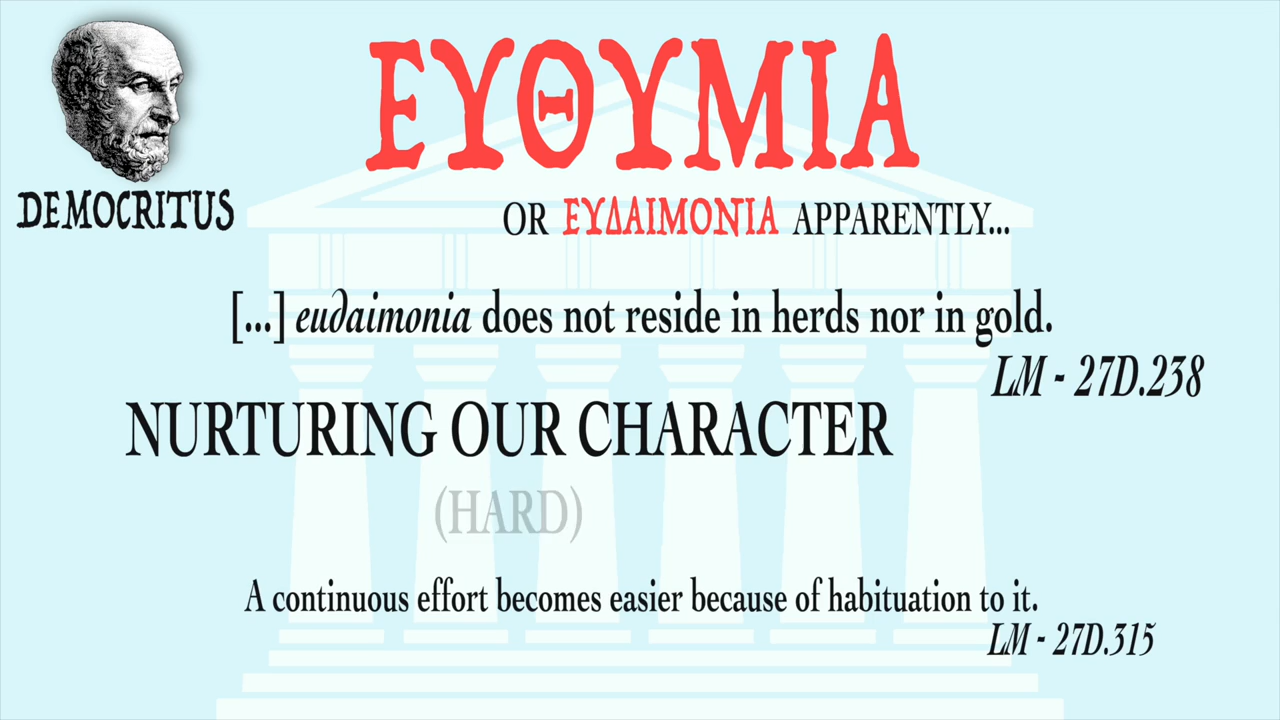 ΕΥΘΥΜΙΑ
DEMOCRITUS
OR ΕΥΔΑΙΜΟΝΙΑ APPARENTLY...
[...] eudaimonia does not reside in herds nor in gold.
LM - 27D.238
NURTURING OUR CHARACTER
(HARD)
A continuous effort becomes easier because of habituation to it.
LM - 27D.315